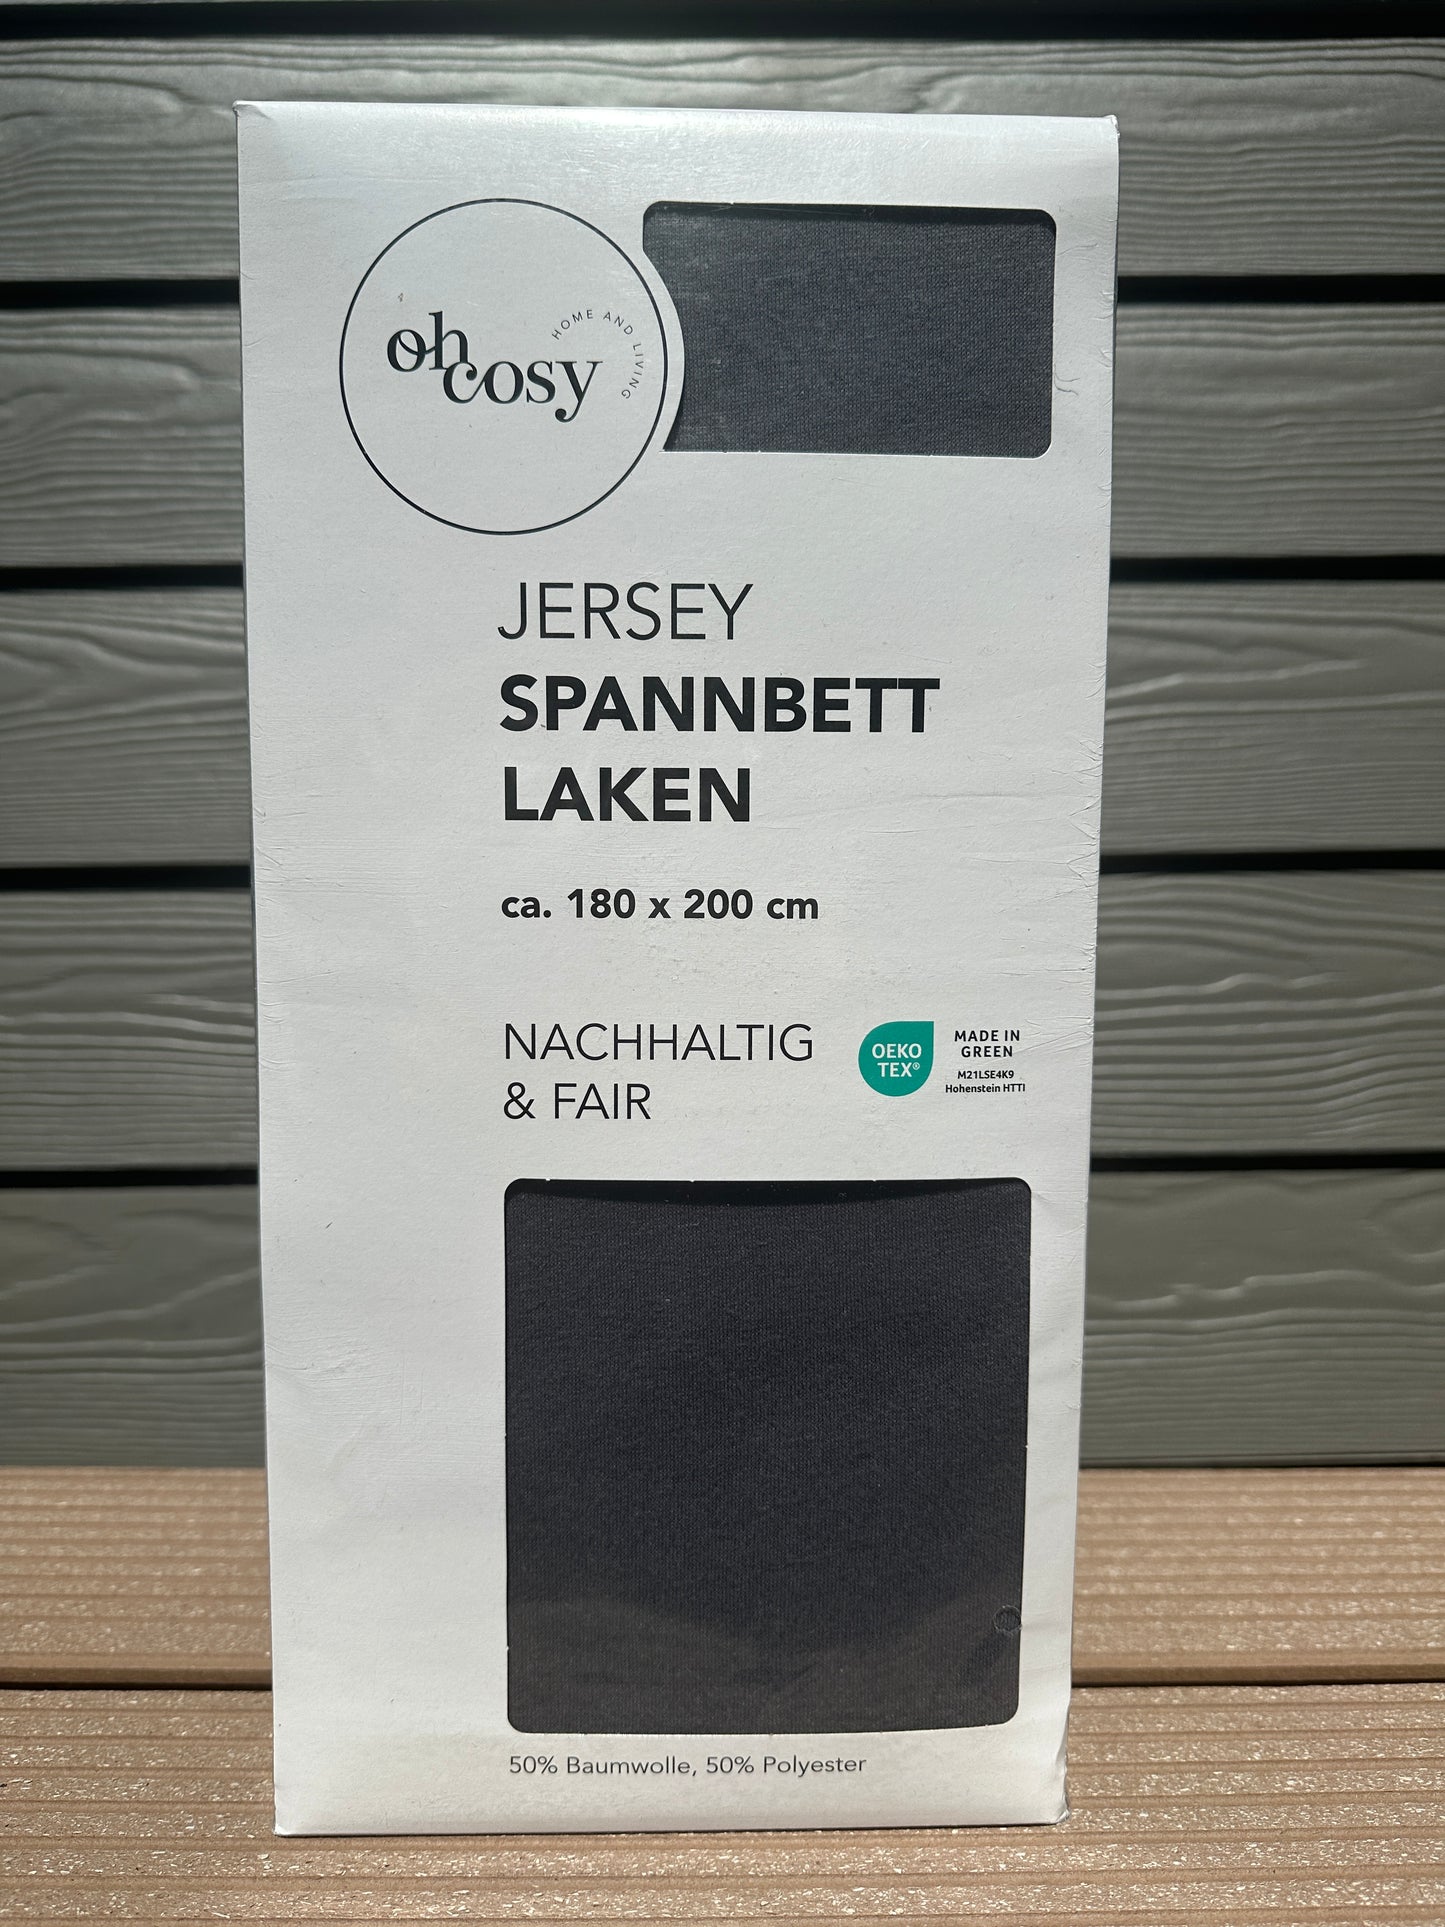 oh cosy
HOME AND LIVING
JERSEY
SPANNBETT
LAKEN
ca. 180 x 200 cm
NACHHALTIG
& FAIR
OEKO
TEX®
MADE IN
GREEN
M21LSE4K9
Hohenstein HTTI
50% Baumwolle, 50% Polyester